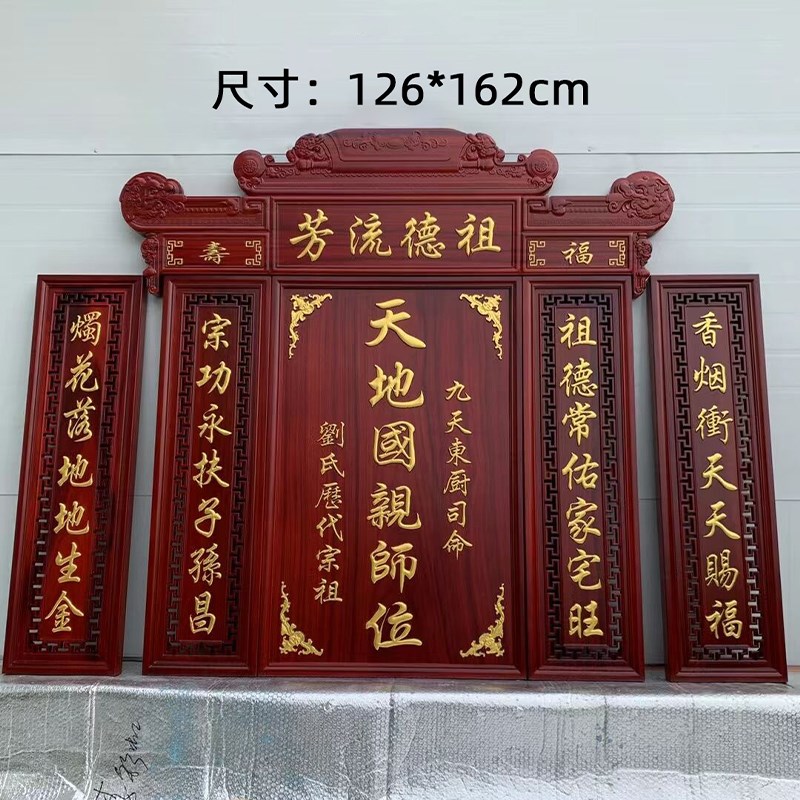 尺寸：126*162cm
祖德流芳
福
壽
香烟衝天天賜福
祖德常佑家宅旺
九天東厨司命
天地國親師位
劉氏歷代宗祖
宗功永扶子孫昌
燭花落地地生金